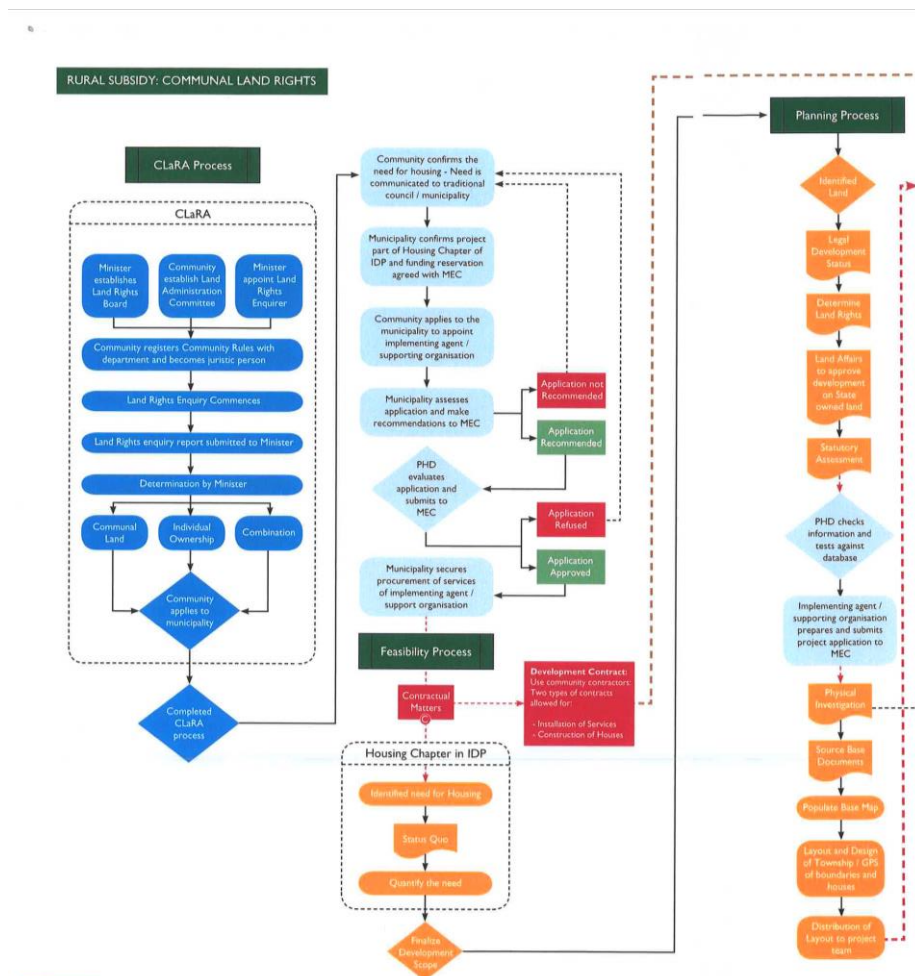 RURAL SUBSIDY: COMMUNAL LAND RIGHTS
CLaRA Process
CLaRA
Minister
establishes
Land Rights
Board
Community
establish Land
Administration
Committee
Minister
appoint Land
Rights
Enquirer
Community registers Community Rules with
department and becomes juristic person
Land Rights Enquiry Commences
Land Rights enquiry report submitted to Minister
Determination by Minister
Communal
Land
Individual
Ownership
Combination
Community
applies to
municipality
Completed
CLaRA
process
Community confirms the
need for housing - Need is
communicated to traditional
council / municipality
Municipality confirms project
part of Housing Chapter of
IDP and funding reservation
agreed with MEC
Community applies to the
municipality to appoint
implementing agent /
supporting organisation
Municipality assesses
application and make
recommendations to MEC
Application not
Recommended
Application
Recommended
PHD
evaluates
application and
submits to
MEC
Application
Refused
Application
Approved
Municipality secures
procurement of services
of implementing agent /
support organisation
Feasibility Process
Contractual
Matters
C
Development Contract:
Use community contractors:
Two types of contracts
allowed for:
- Installation of Services
- Construction of Houses
Housing Chapter in IDP
Identified need for Housing
Status Quo
Quantify the need
Finalize
Development
Scope
Planning Process
Identified
Land
Legal
Development
Status
Determine
Land Rights
Land Affairs
to approve
development
on State
owned land
Statutory
Assessment
PHD checks
information and
tests against
database
Implementing agent /
supporting organisation
prepares and submits
project application to
MEC
Physical
Investigation
Source Base
Documents
Populate Base Map
Layout and Design
of Township / GPS
of boundaries and
houses
Distribution of
Layout to project
team